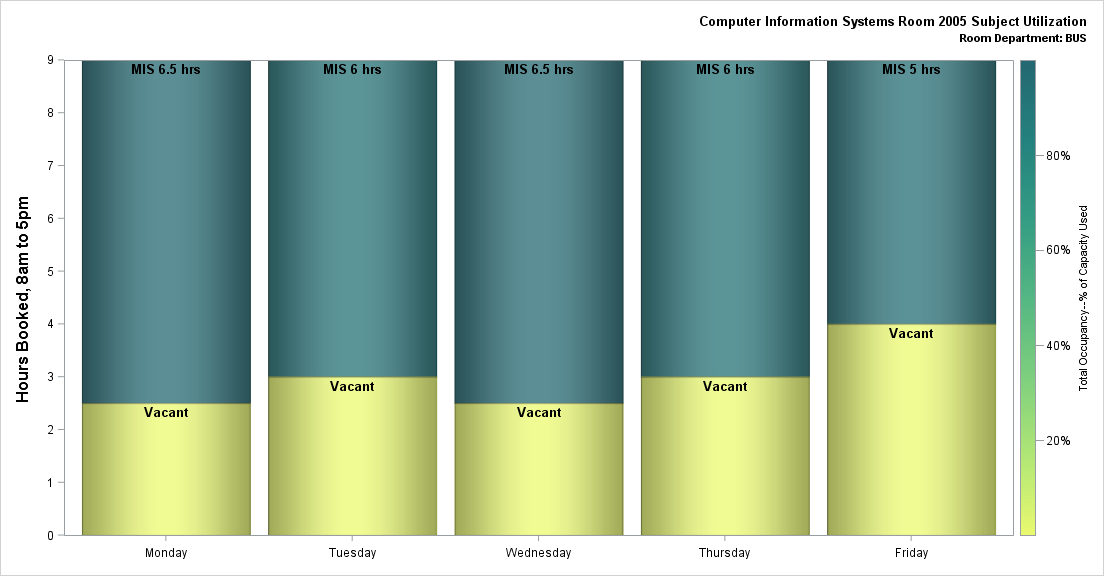 Computer Information Systems Room 2005 Subject Utilization
Room Department: BUS
Hours Booked, 8am to 5pm
9
8
7
6
5
4
3
2
1
0
MIS 6.5 hrs
MIS 6 hrs
MIS 6.5 hrs
MIS 6 hrs
MIS 5 hrs
Vacant
Vacant
Vacant
Vacant
Vacant
Monday
Tuesday
Wednesday
Thursday
Friday
80%
60%
40%
20%
Total Occupancy--% of Capacity Used